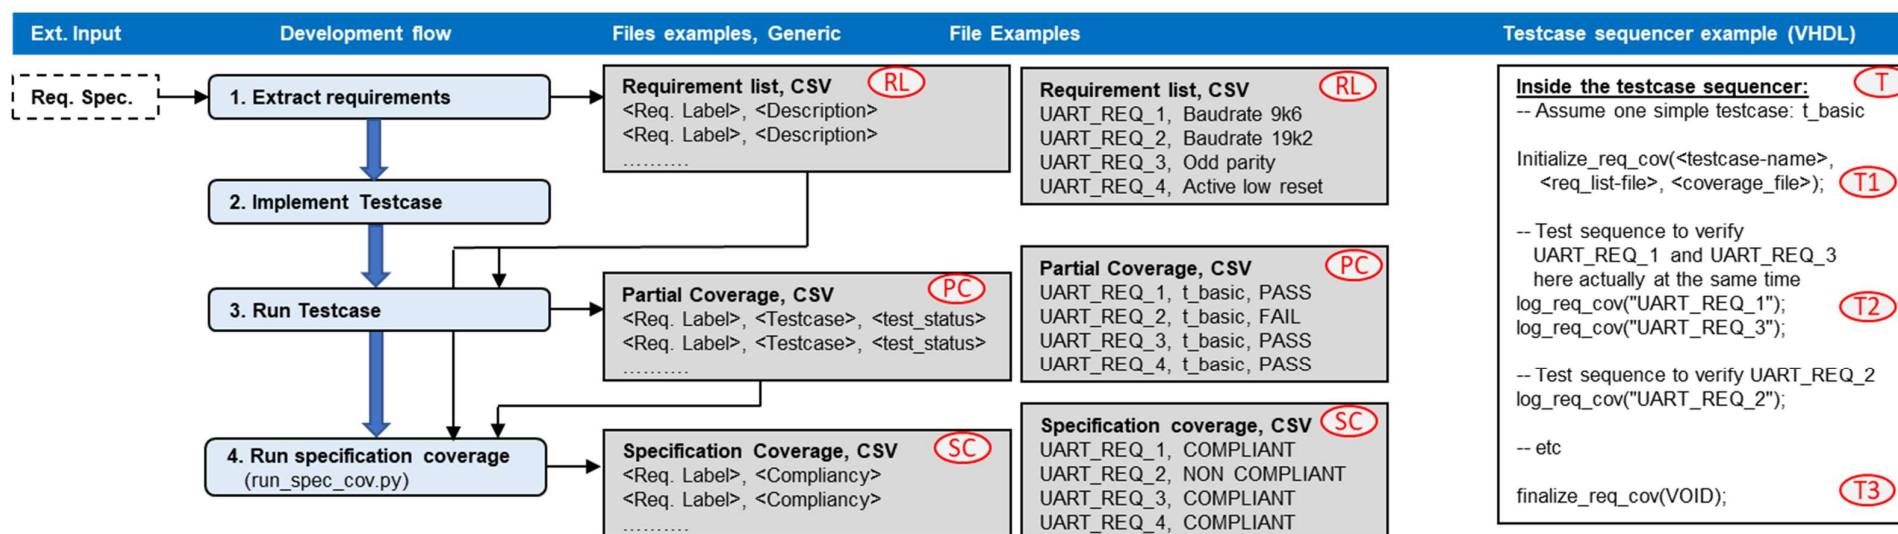 Ext. Input
Development flow
Files examples, Generic
File Examples
Testcase sequencer example (VHDL)
Req. Spec.
1. Extract requirements
2. Implement Testcase
3. Run Testcase
4. Run specification coverage
(run_spec_cov.py)
Requirement list, CSV
RL
<Req. Label>, <Description>
<Req. Label>, <Description>
..........
Partial Coverage, CSV
PC
<Req. Label>, <Testcase>, <test_status>
<Req. Label>, <Testcase>, <test_status>
..........
Specification Coverage, CSV
SC
<Req. Label>, <Compliancy>
<Req. Label>, <Compliancy>
..........
Requirement list, CSV
RL
UART_REQ_1, Baudrate 9k6
UART_REQ_2, Baudrate 19k2
UART_REQ_3, Odd parity
UART_REQ_4, Active low reset
Partial Coverage, CSV
PC
UART_REQ_1, t_basic, PASS
UART_REQ_2, t_basic, FAIL
UART_REQ_3, t_basic, PASS
UART_REQ_4, t_basic, PASS
Specification coverage, CSV
SC
UART_REQ_1, COMPLIANT
UART_REQ_2, NON COMPLIANT
UART_REQ_3, COMPLIANT
UART_REQ_4, COMPLIANT
Inside the testcase sequencer:
T
-- Assume one simple testcase: t_basic
Initialize_req_cov(<testcase-name>,
<req_list-file>, <coverage_file>);
T1
-- Test sequence to verify
UART_REQ_1 and UART_REQ_3
here actually at the same time
log_req_cov("UART_REQ_1");
T2
log_req_cov("UART_REQ_3");
-- Test sequence to verify UART_REQ_2
log_req_cov("UART_REQ_2");
-- etc
finalize_req_cov(VOID);
T3